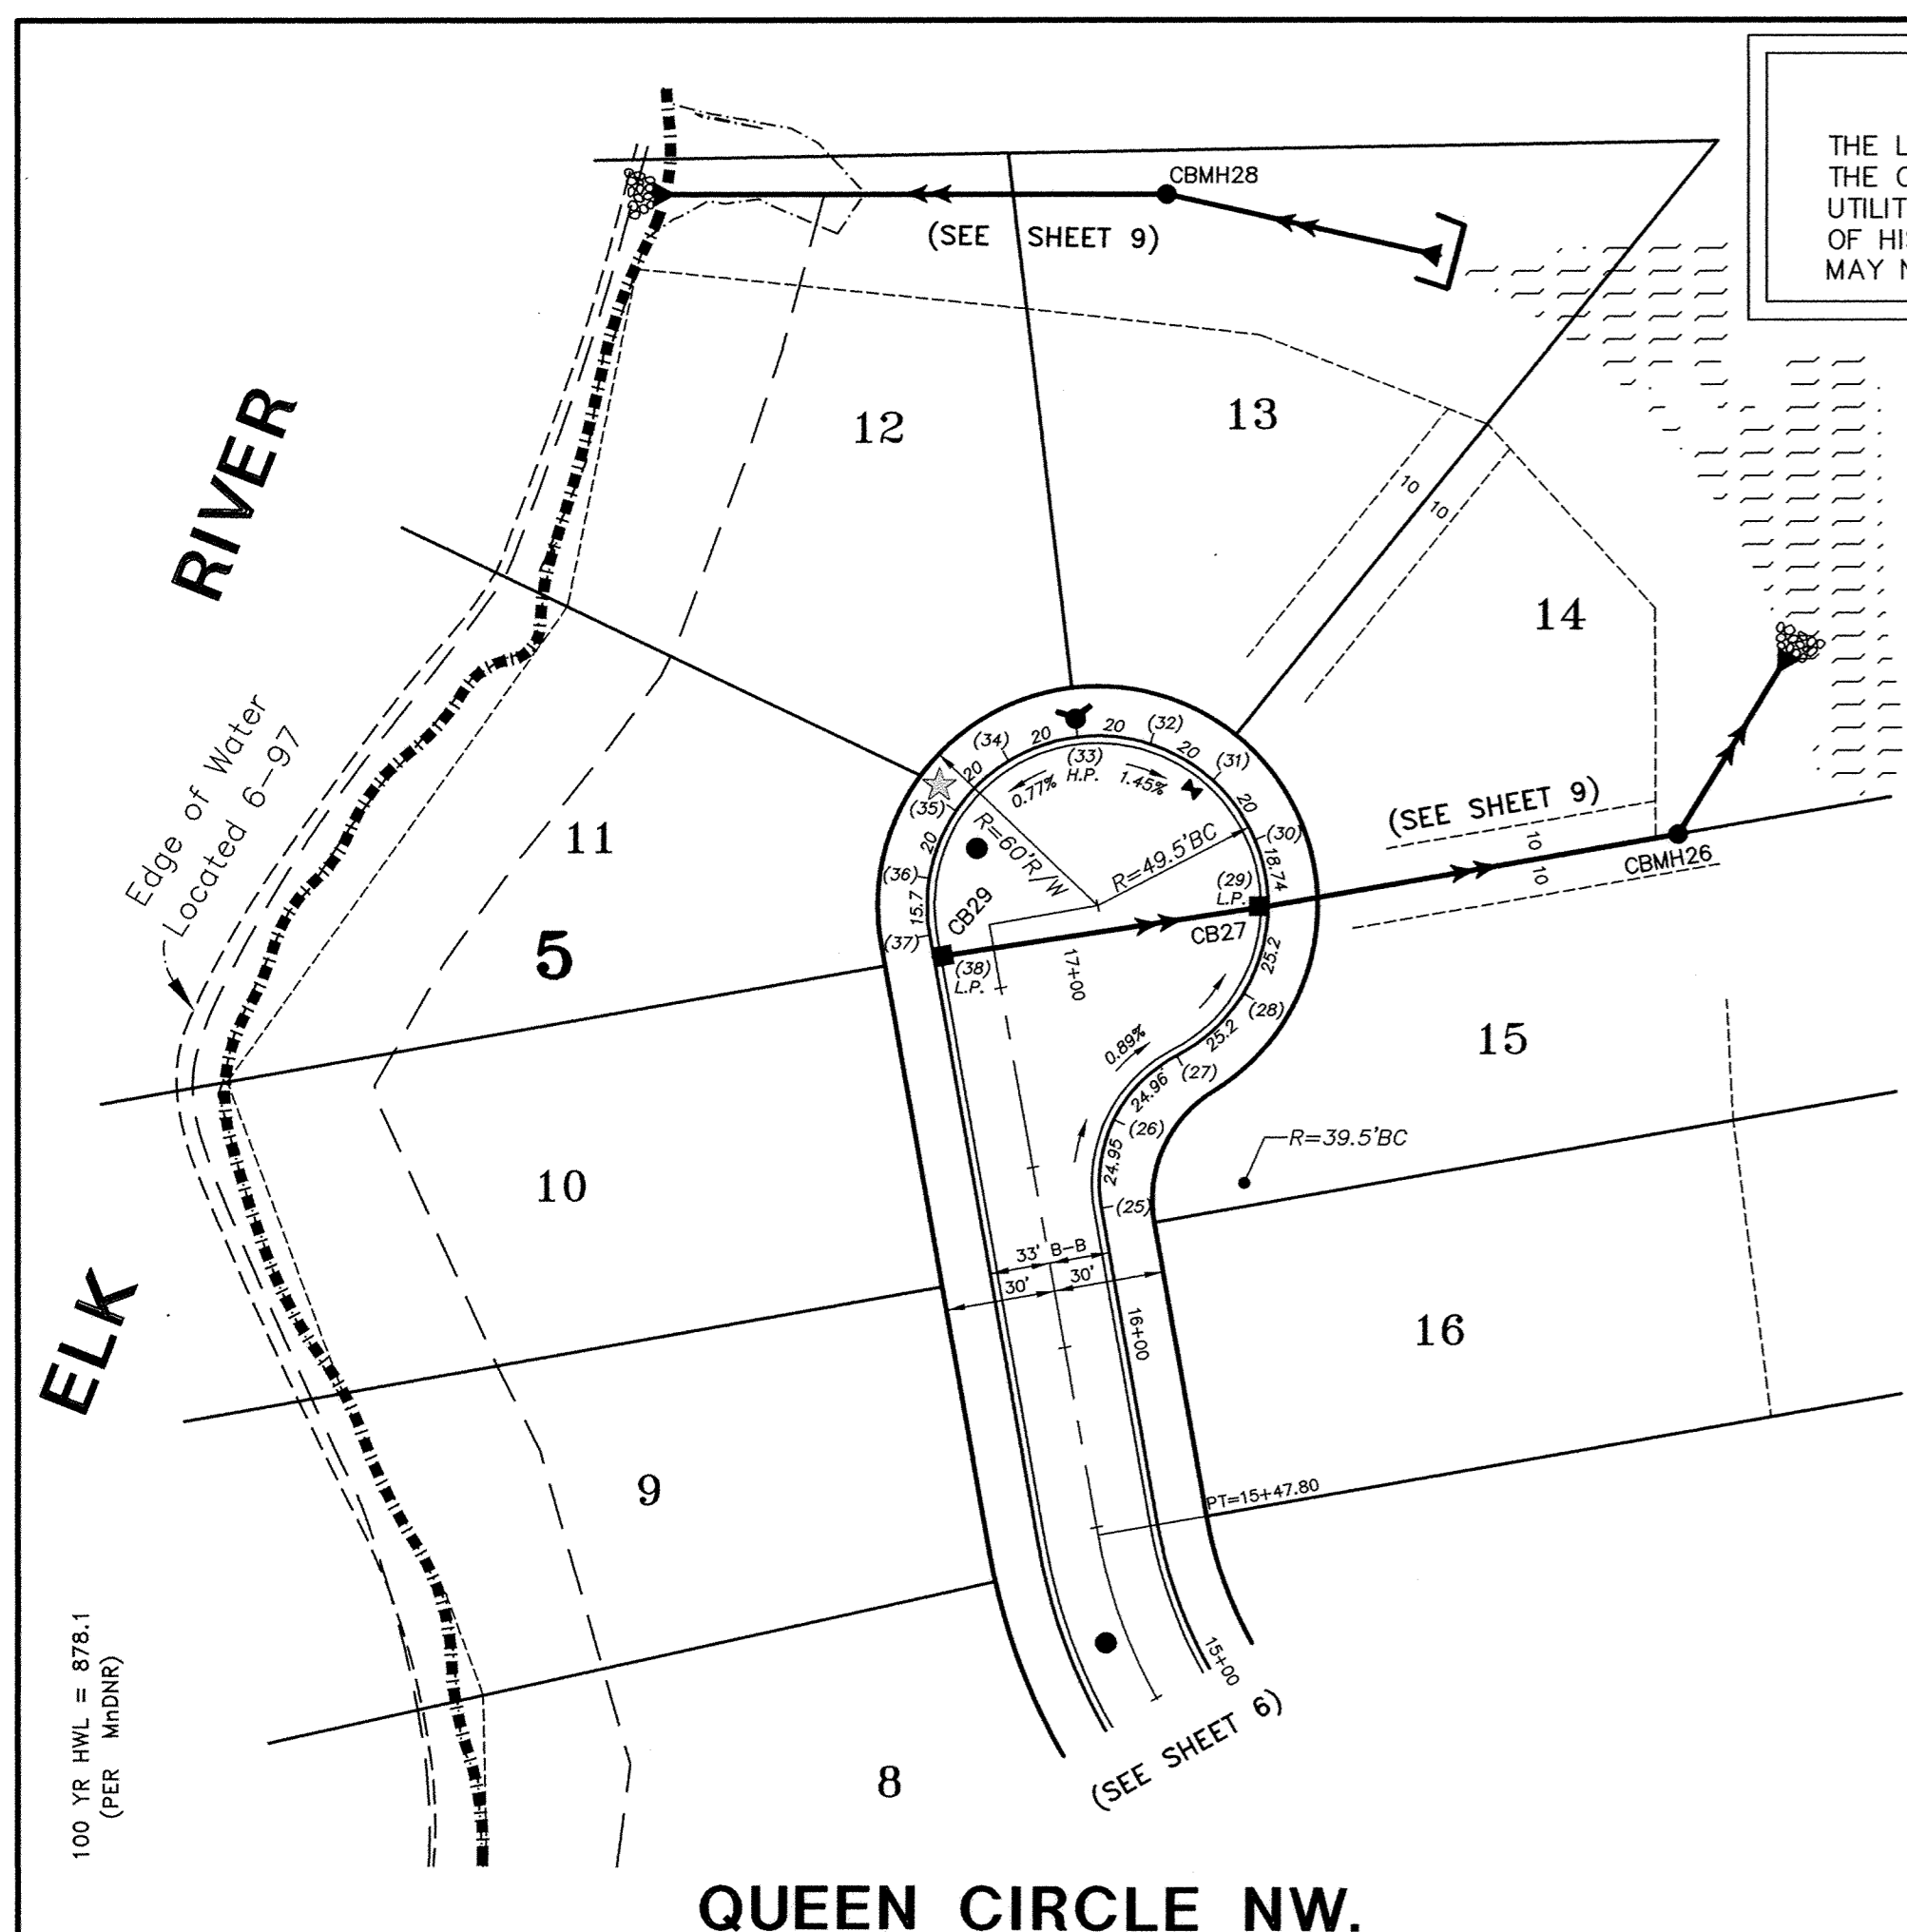 THE L
THE C
UTILIT
OF HIS
MAY N
CBMH28
(SEE SHEET 9)
RIVER
12
13
10
10
14
Edge of Water
Located 6-97
(34)
20
20
(32)
20
(33)
H.P.
(31)
20
0.77%
1.45%
20
(35)
20
R=60'R/W
R=49.5'BC
(30)
18.74
(SEE SHEET 9)
10
10
CBMH26
11
(36)
15.7
(37)
CB29
(29)
L.P.
CB27
5
(38)
L.P.
17+00
25.2
(28)
25.2
15
0.89%
(27)
24.96
(26)
24.95
R=39.5'BC
10
(25)
33' B-B
30'
30'
16+00
16
ELK
9
PT=15+47.80
15+00
100 YR HWL = 878.1
(PER MnDNR)
8
(SEE SHEET 6)
QUEEN CIRCLE NW.